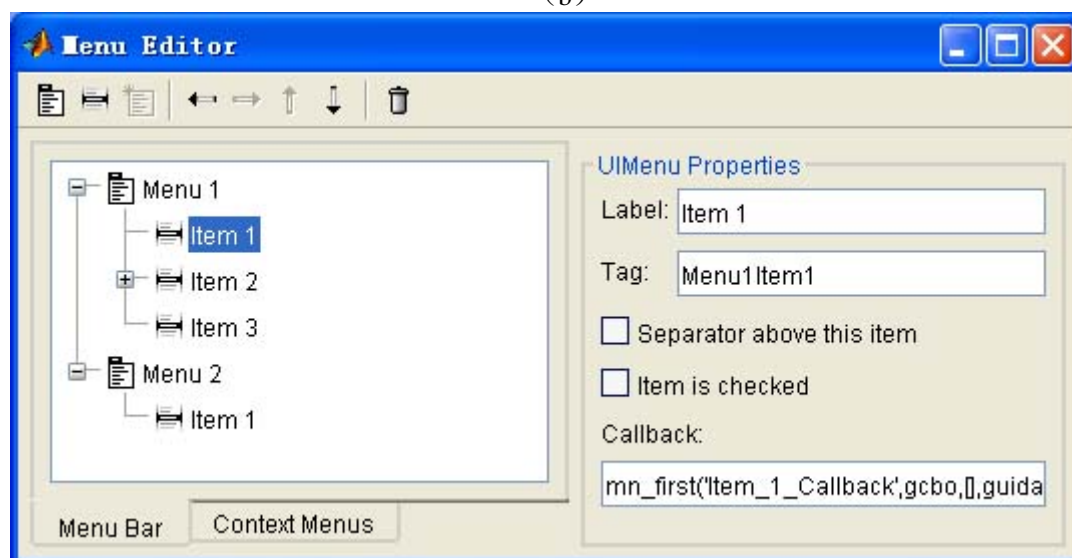 (b)
Menu Editor
Menu 1
Item 1
Item 2
Item 3
Menu 2
Item 1
Menu Bar
Context Menus
UIMenu Properties
Label: Item 1
Tag: Menu1Item1
Separator above this item
Item is checked
Callback:
mn_first('Item_1_Callback',gcbo,[],guida